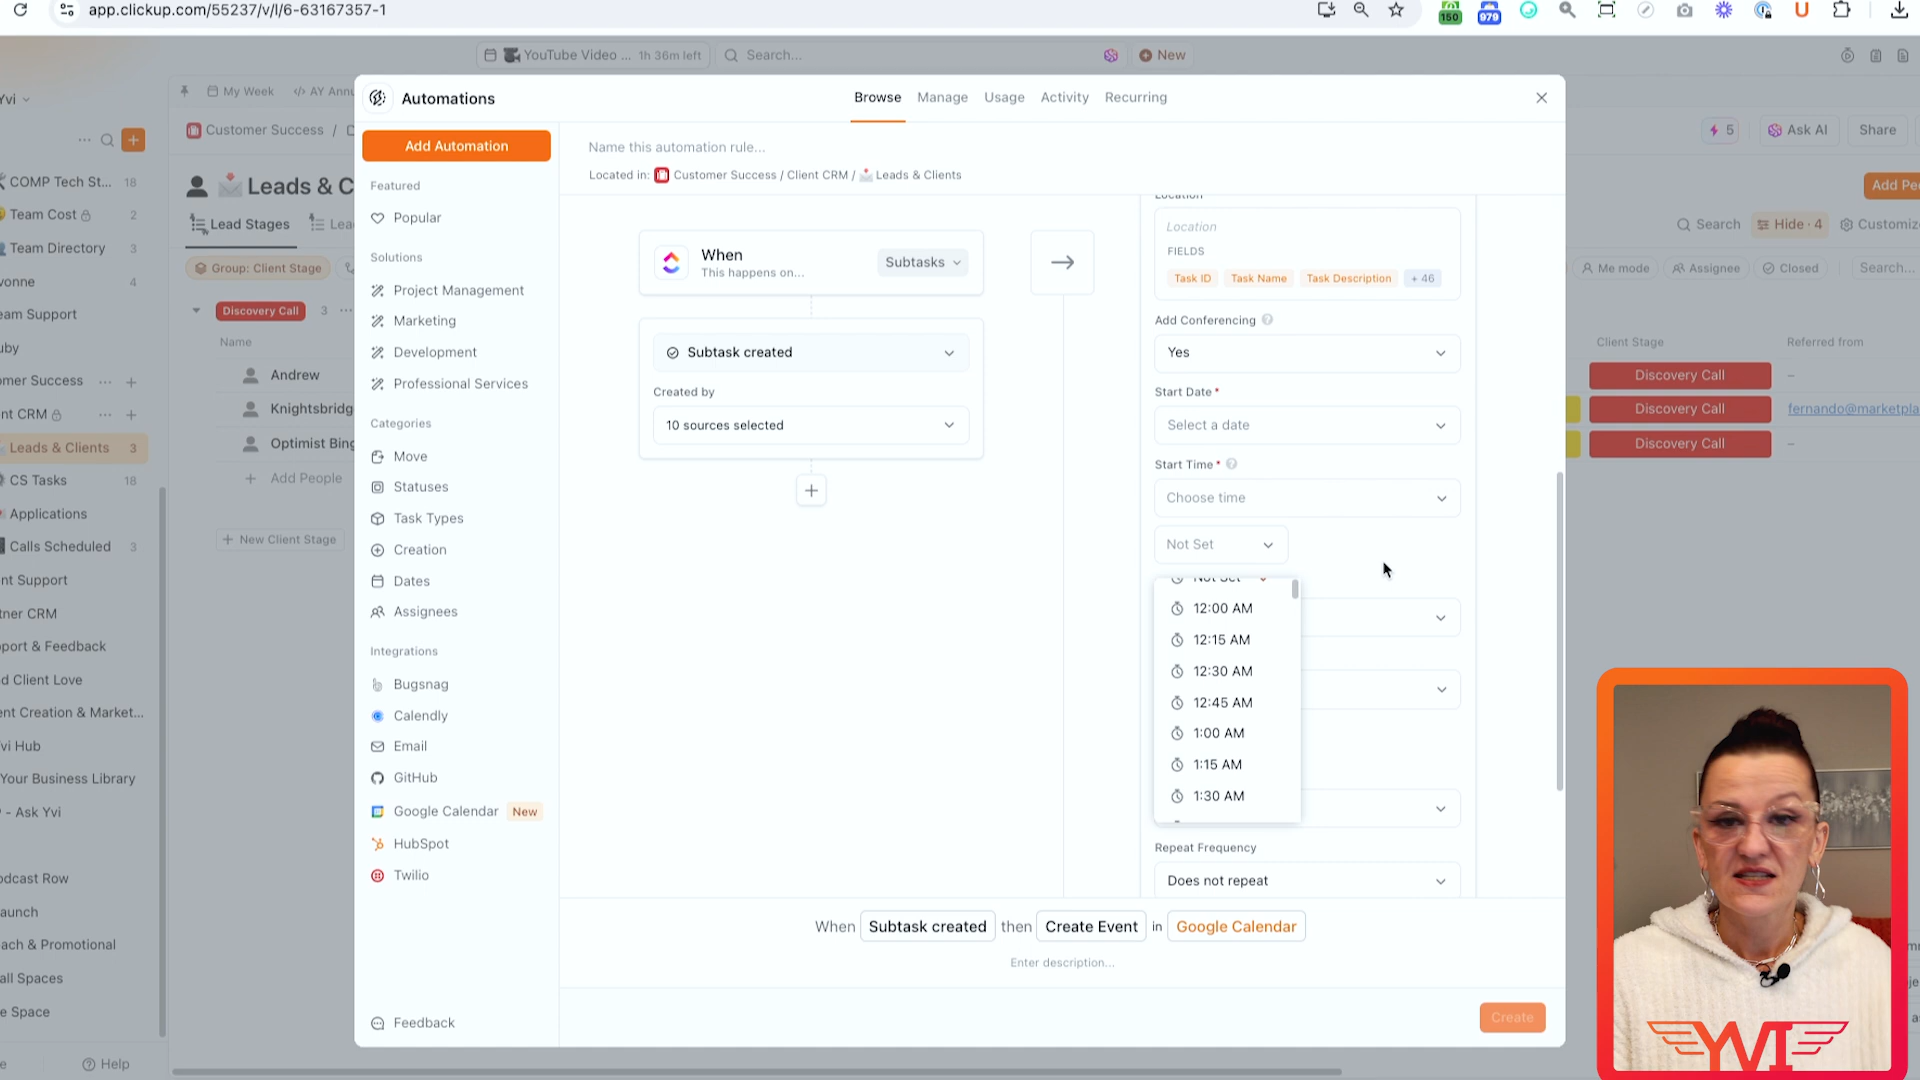 app.clickup.com/55237/v/l/6-63167357-1
150
979
YouTube Video ... 1h 36m left
Search...
New
Yvi
My Week
AY Annu
Customer Success /
5
Ask AI
Share
Leads & C
Add Pe
Lead Stages
Lea
Search
Hide · 4
Customiz
Group: Client Stage
Me mode
Assignee
Closed
Search...
Discovery Call 3 ...
Name
Client Stage
Referred from
Andrew
Discovery Call
–
Knightsbridg
Discovery Call
fernando@marketpla
Optimist Bing
Discovery Call
–
Add People
New Client Stage
COMP Tech St... 18
Team Cost 2
Team Directory 3
vonne 4
eam Support
uby
omer Success ...
nt CRM ...
Leads & Clients 3
CS Tasks 18
Applications
Calls Scheduled 3
nt Support
tner CRM
port & Feedback
d Client Love
ent Creation & Market...
vi Hub
Your Business Library
- Ask Yvi
odcast Row
aunch
ach & Promotional
all Spaces
e Space
Help
Automations
Browse
Manage
Usage
Activity
Recurring
Add Automation
Featured
Popular
Solutions
Project Management
Marketing
Development
Professional Services
Categories
Move
Statuses
Task Types
Creation
Dates
Assignees
Integrations
Bugsnag
Calendly
Email
GitHub
Google Calendar New
HubSpot
Twilio
Feedback
Name this automation rule...
Located in: Customer Success / Client CRM / Leads & Clients
When
This happens on...
Subtasks
Subtask created
Created by
10 sources selected
Location
Location
FIELDS
Task ID
Task Name
Task Description
+ 46
Add Conferencing
Yes
Start Date *
Select a date
Start Time *
Choose time
Not Set
Not Set
12:00 AM
12:15 AM
12:30 AM
12:45 AM
1:00 AM
1:15 AM
1:30 AM
Repeat Frequency
Does not repeat
When Subtask created then Create Event in Google Calendar
Enter description...
Create
YVI